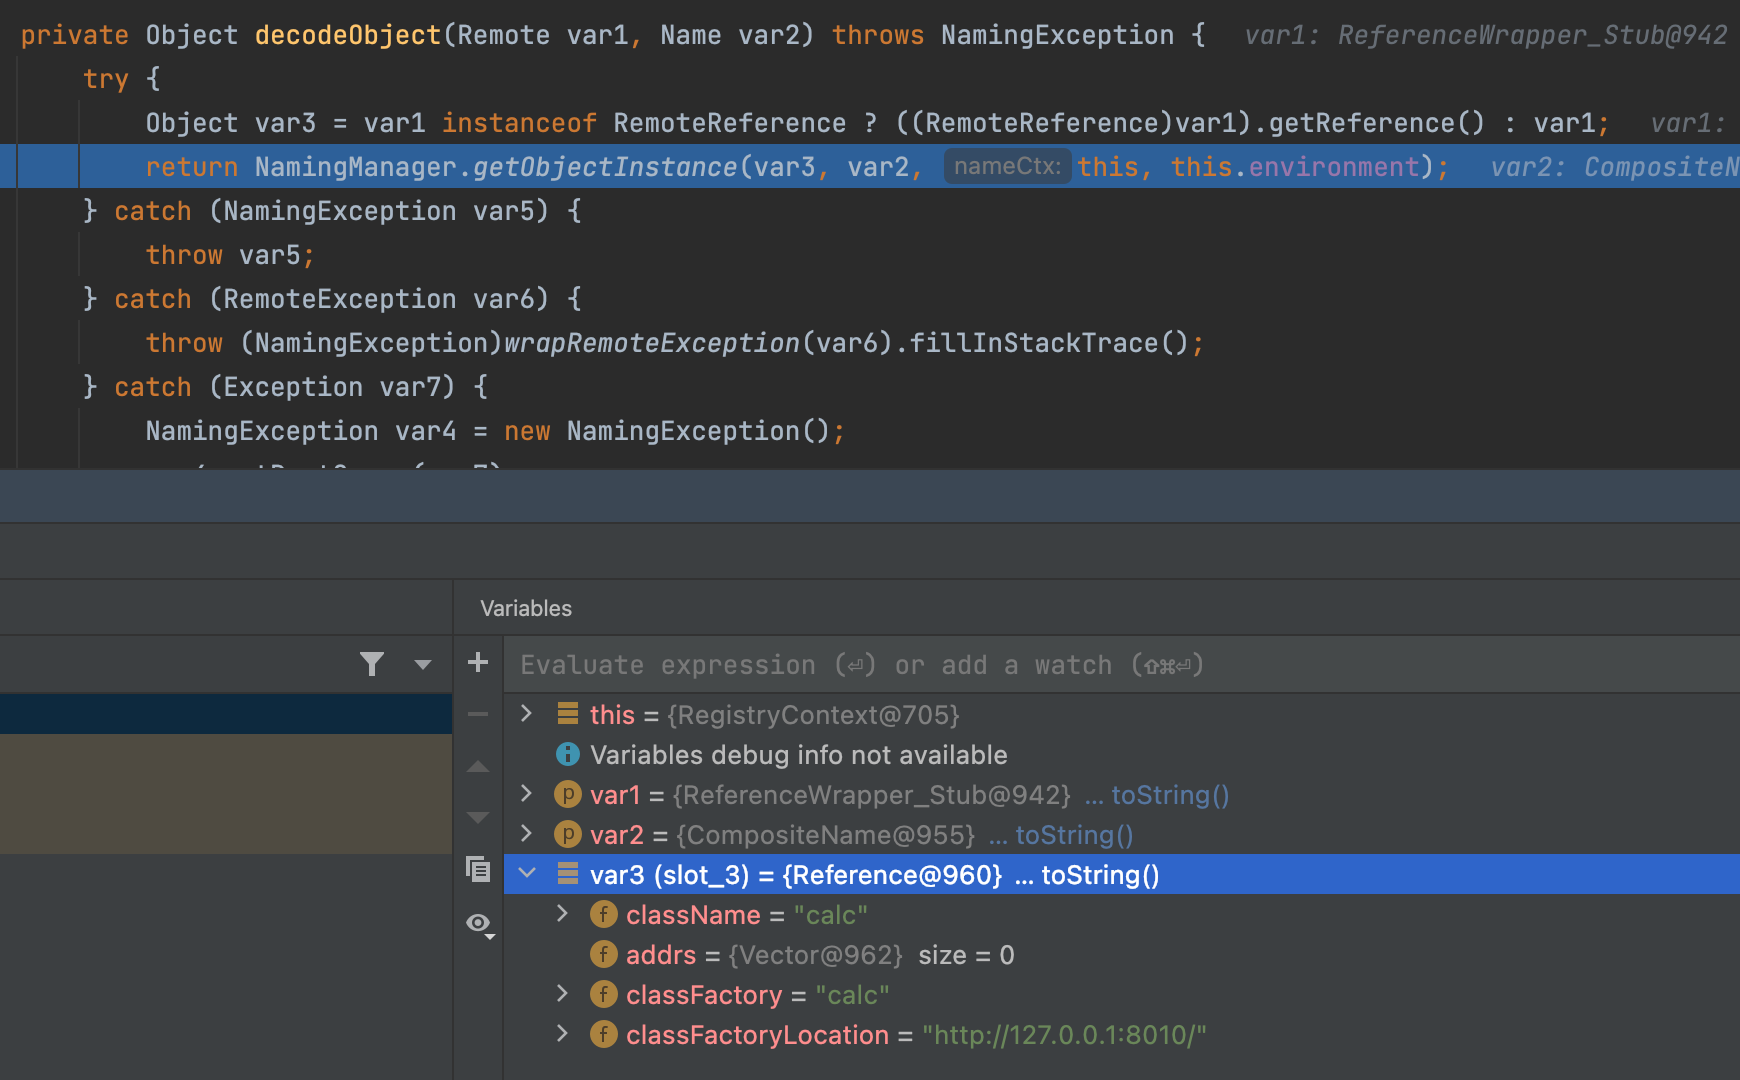 private Object decodeObject(Remote var1, Name var2) throws NamingException {   var1: ReferenceWrapper_Stub@942
try {
Object var3 = var1 instanceof RemoteReference ? ((RemoteReference)var1).getReference() : var1;   var1:
return NamingManager.getObjectInstance(var3, var2, nameCtx: this, this.environment);   var2: CompositeN
} catch (NamingException var5) {
throw var5;
} catch (RemoteException var6) {
throw (NamingException)wrapRemoteException(var6).fillInStackTrace();
} catch (Exception var7) {
NamingException var4 = new NamingException();
Variables
Evaluate expression (⏎) or add a watch (⇧⌘⏎)
this = {RegistryContext@705}
Variables debug info not available
var1 = {ReferenceWrapper_Stub@942} ... toString()
var2 = {CompositeName@955} ... toString()
var3 (slot_3) = {Reference@960} ... toString()
className = "calc"
addrs = {Vector@962} size = 0
classFactory = "calc"
classFactoryLocation = "http://127.0.0.1:8010/"